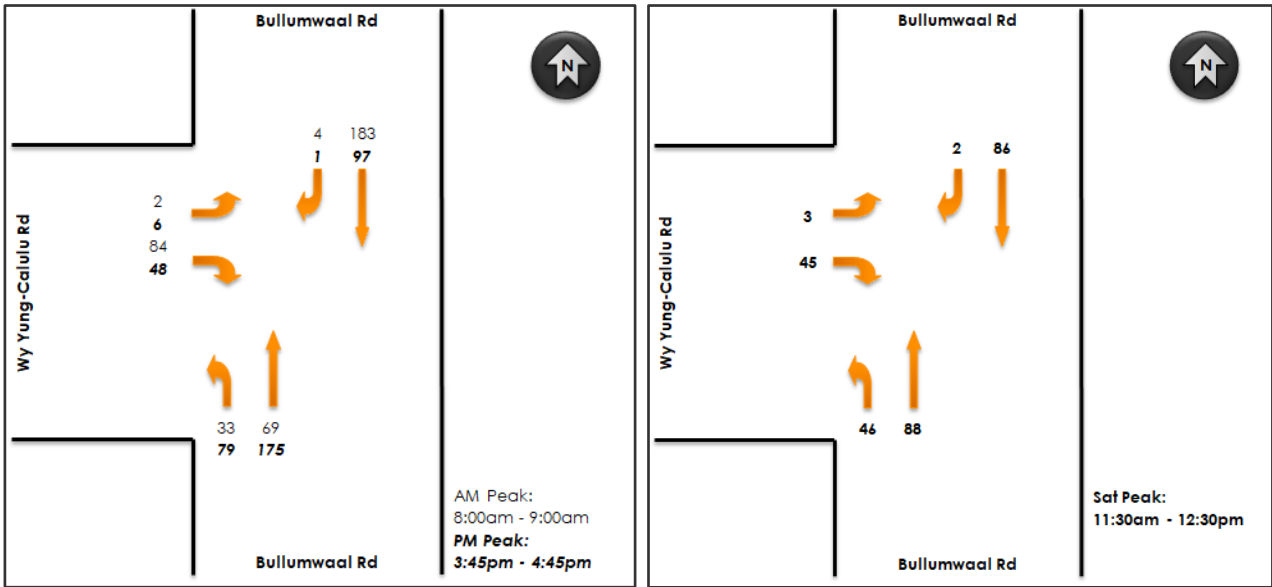 Bullumwaal Rd
N
4 183
1 97
2
6
84
48
Wy Yung-Calulu Rd
33 69
79 175
AM Peak:
8:00am - 9:00am
PM Peak:
3:45pm - 4:45pm
Bullumwaal Rd
Bullumwaal Rd
N
2 86
3
45
Wy Yung-Calulu Rd
46 88
Sat Peak:
11:30am - 12:30pm
Bullumwaal Rd